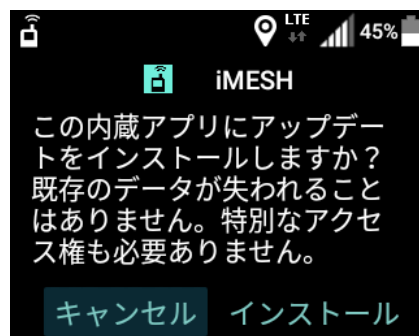 LTE
45%
iMESH
この内蔵アプリにアップデー
トをインストールしますか？
既存のデータが失われること
はありません。特別なアクセ
ス権も必要ありません。
キャンセル インストール